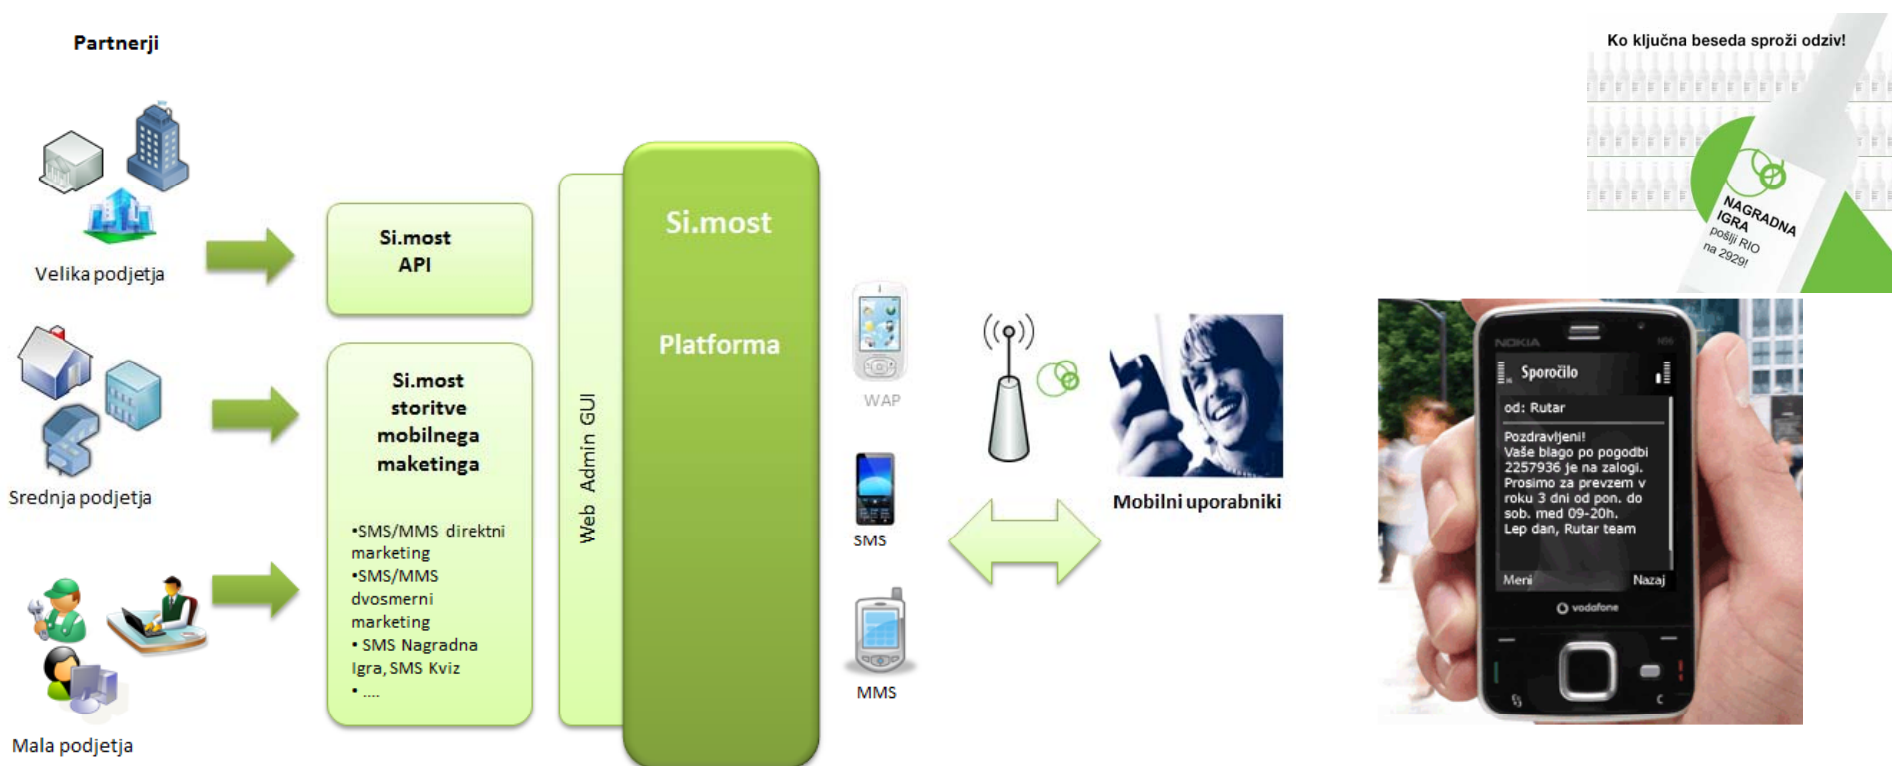 Partnerji
Velika podjetja
Srednja podjetja
Mala podjetja
Si.most
API
Si.most
storitve
mobilnega
maketinga
•SMS/MMS direktni
marketing
•SMS/MMS
dvosmerni
marketing
• SMS Nagradna
Igra, SMS Kviz
• ....
Web Admin GUI
Si.most
Platforma
WAP
SMS
MMS
Mobilni uporabniki
Ko ključna beseda sproži odziv!
NAGRADNA
IGRA
pošlji RIO
na 2929!
NOKIA
N96
Sporočilo
od: Rutar
Pozdravljeni!
Vaše blago po pogodbi
2257936 je na zalogi.
Prosimo za prevzem v
roku 3 dni od pon. do
sob. med 09-20h.
Lep dan, Rutar team
Meni Nazaj
vodafone